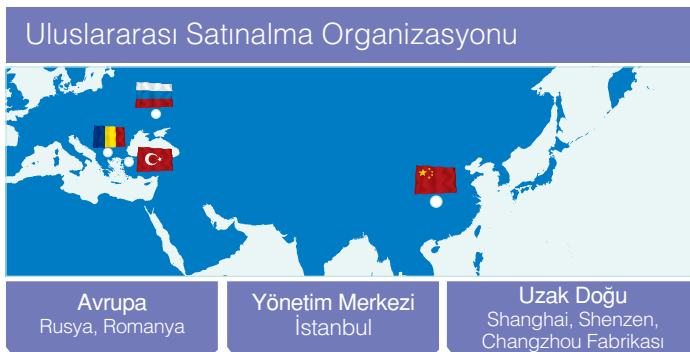 Uluslararası Satınalma Organizasyonu
Avrupa
Rusya, Romanya
Yönetim Merkezi
İstanbul
Uzak Doğu
Shanghai, Shenzen,
Changzhou Fabrikası